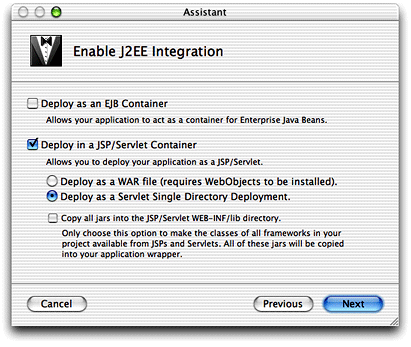 Assistant
Enable J2EE Integration
Deploy as an EJB Container
Allows your application to act as a container for Enterprise Java Beans.
Deploy in a JSP/Servlet Container
Allows you to deploy your application as a JSP/Servlet.
Deploy as a WAR file (requires WebObjects to be installed).
Deploy as a Servlet Single Directory Deployment.
Copy all jars into the JSP/Servlet WEB-INF/lib directory.
Only choose this option to make the classes of all frameworks in your
project available from JSPs and Servlets. All of these jars will be copied
into your application wrapper.
Cancel
Previous
Next